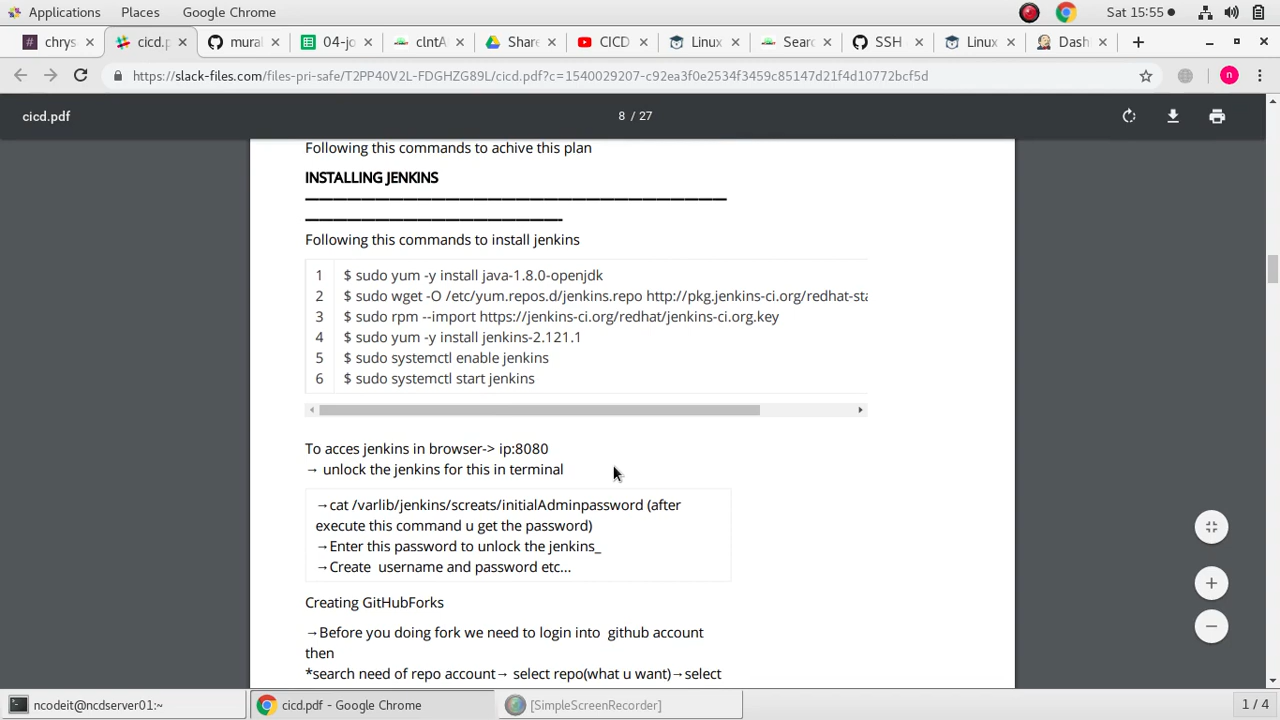 Applications Places Google Chrome Sat 15:55
chrys cicd.p mural 04-jo clntA Share CICD Linux Searc SSH Linux Dash
https://slack-files.com/files-pri-safe/T2PP40V2L-FDGHZG89L/cicd.pdf?c=1540029207-c92ea3f0e2534f3459c85147d21f4d10772bcf5d n
cicd.pdf 8 / 27
Following this commands to achive this plan
INSTALLING JENKINS
Following this commands to install jenkins
1 $ sudo yum -y install java-1.8.0-openjdk
2 $ sudo wget -O /etc/yum.repos.d/jenkins.repo http://pkg.jenkins-ci.org/redhat-sta
3 $ sudo rpm --import https://jenkins-ci.org/redhat/jenkins-ci.org.key
4 $ sudo yum -y install jenkins-2.121.1
5 $ sudo systemctl enable jenkins
6 $ sudo systemctl start jenkins
To acces jenkins in browser-> ip:8080
→ unlock the jenkins for this in terminal
→cat /varlib/jenkins/screats/initialAdminpassword (after
execute this command u get the password)
→Enter this password to unlock the jenkins_
→Create username and password etc...
Creating GitHubForks
→Before you doing fork we need to login into github account
then
*search need of repo account→ select repo(what u want)→select
ncodeit@ncdserver01:~ cicd.pdf - Google Chrome [SimpleScreenRecorder] 1 / 4